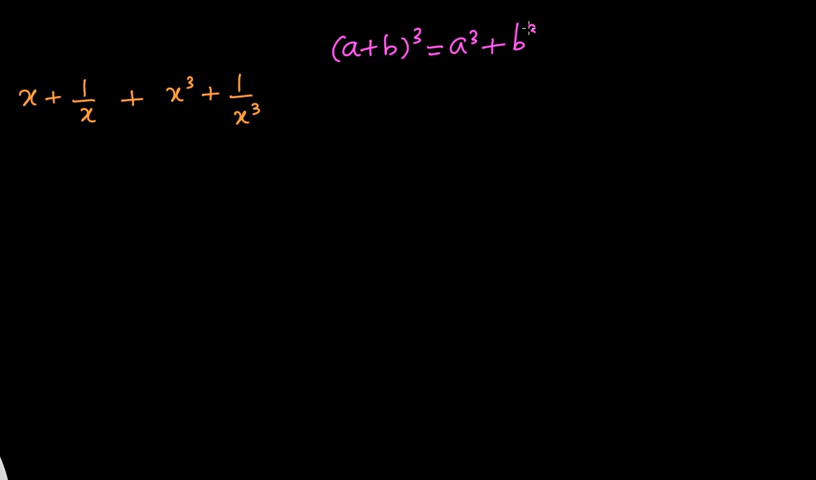 (a+b)³ = a³ + b³
x + 1/x + x³ + 1/x³